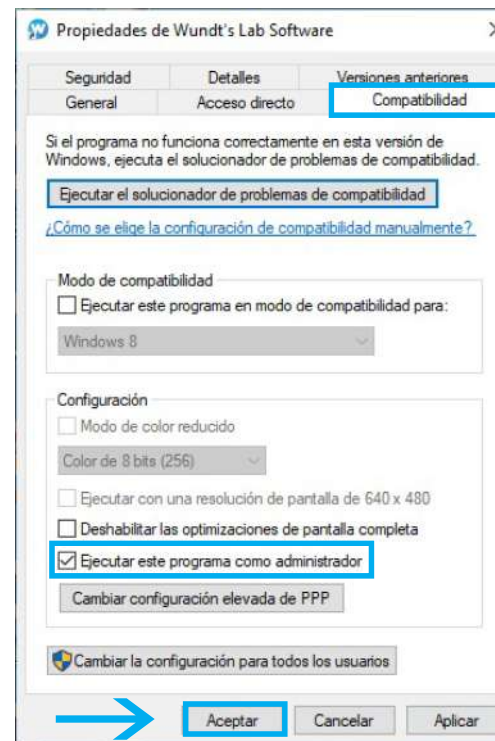 Propiedades de Wundt's Lab Software
Seguridad Detalles Versiones anteriores
General Acceso directo Compatibilidad
Si el programa no funciona correctamente en esta versión de
Windows, ejecuta el solucionador de problemas de compatibilidad.
Ejecutar el solucionador de problemas de compatibilidad
¿Cómo se elige la configuración de compatibilidad manualmente?
Modo de compatibilidad
Ejecutar este programa en modo de compatibilidad para:
Windows 8
Configuración
Modo de color reducido
Color de 8 bits (256)
Ejecutar con una resolución de pantalla de 640 x 480
Deshabilitar las optimizaciones de pantalla completa
Ejecutar este programa como administrador
Cambiar configuración elevada de PPP
Cambiar la configuración para todos los usuarios
Aceptar Cancelar Aplicar